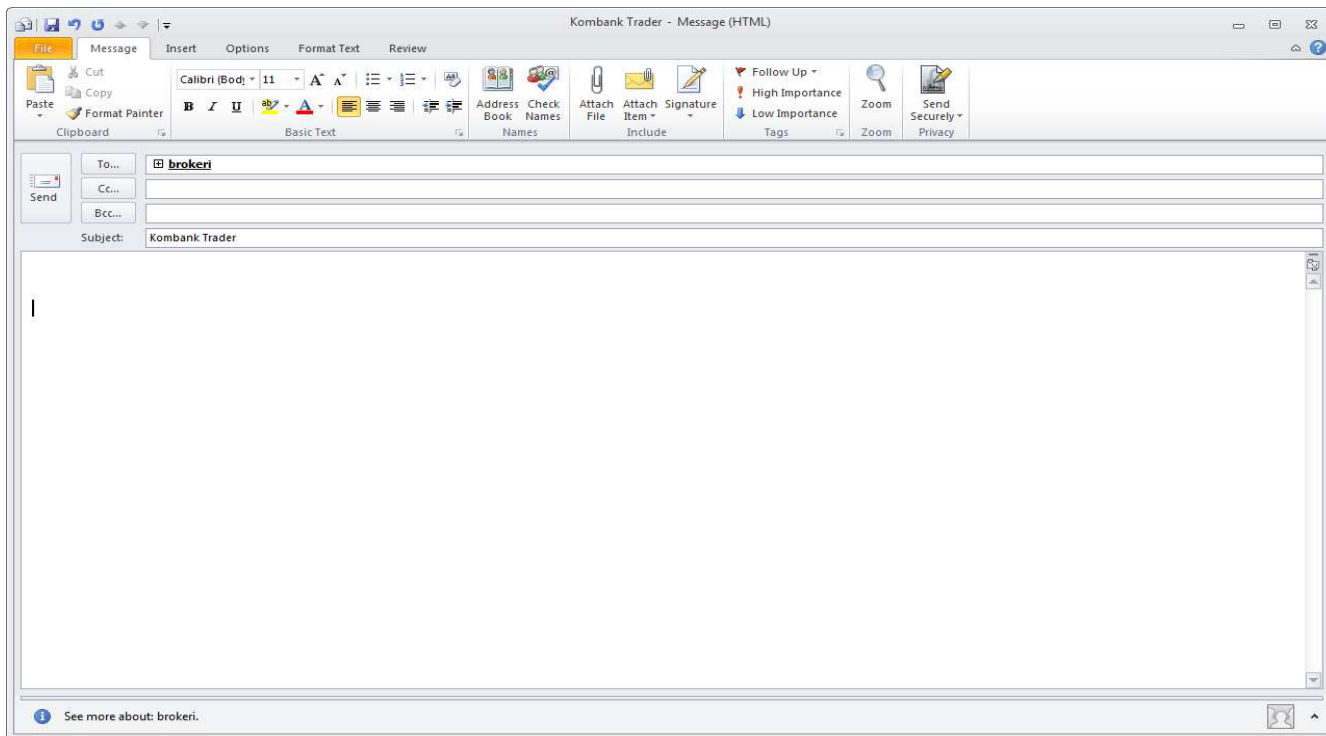 Kombank Trader - Message (HTML)
File Message Insert Options Format Text Review
Paste
Cut
Copy
Format Painter
Clipboard
Calibri (Body 11
B I U
Basic Text
Address Book
Check Names
Names
Attach File
Attach Item
Signature
Include
Follow Up
High Importance
Low Importance
Tags
Zoom
Zoom
Send Securely
Privacy
Send
To... brokeri
Cc...
Bcc...
Subject: Kombank Trader
See more about: brokeri.